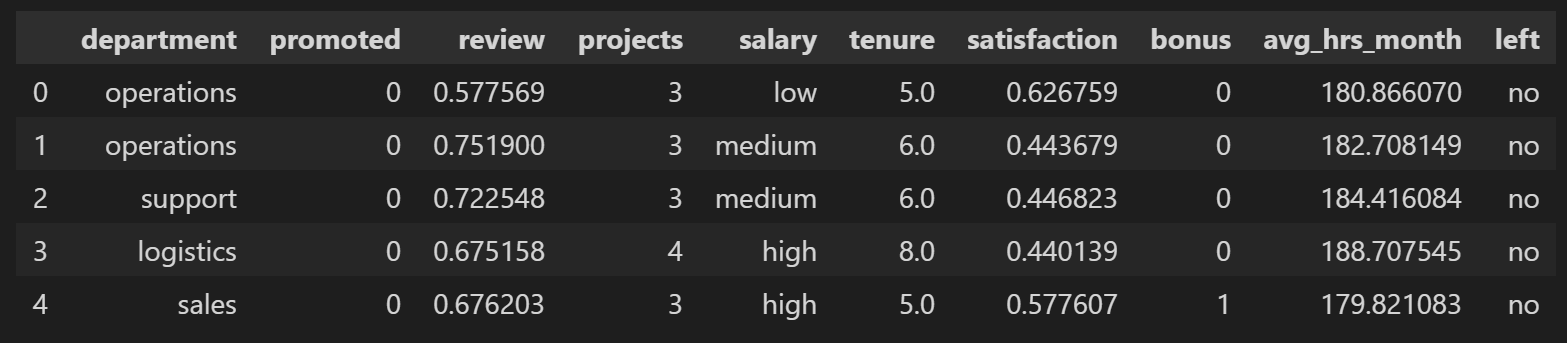 department promoted review projects salary tenure satisfaction bonus avg_hrs_month left
0 operations 0 0.577569 3 low 5.0 0.626759 0 180.866070 no
1 operations 0 0.751900 3 medium 6.0 0.443679 0 182.708149 no
2 support 0 0.722548 3 medium 6.0 0.446823 0 184.416084 no
3 logistics 0 0.675158 4 high 8.0 0.440139 0 188.707545 no
4 sales 0 0.676203 3 high 5.0 0.577607 1 179.821083 no